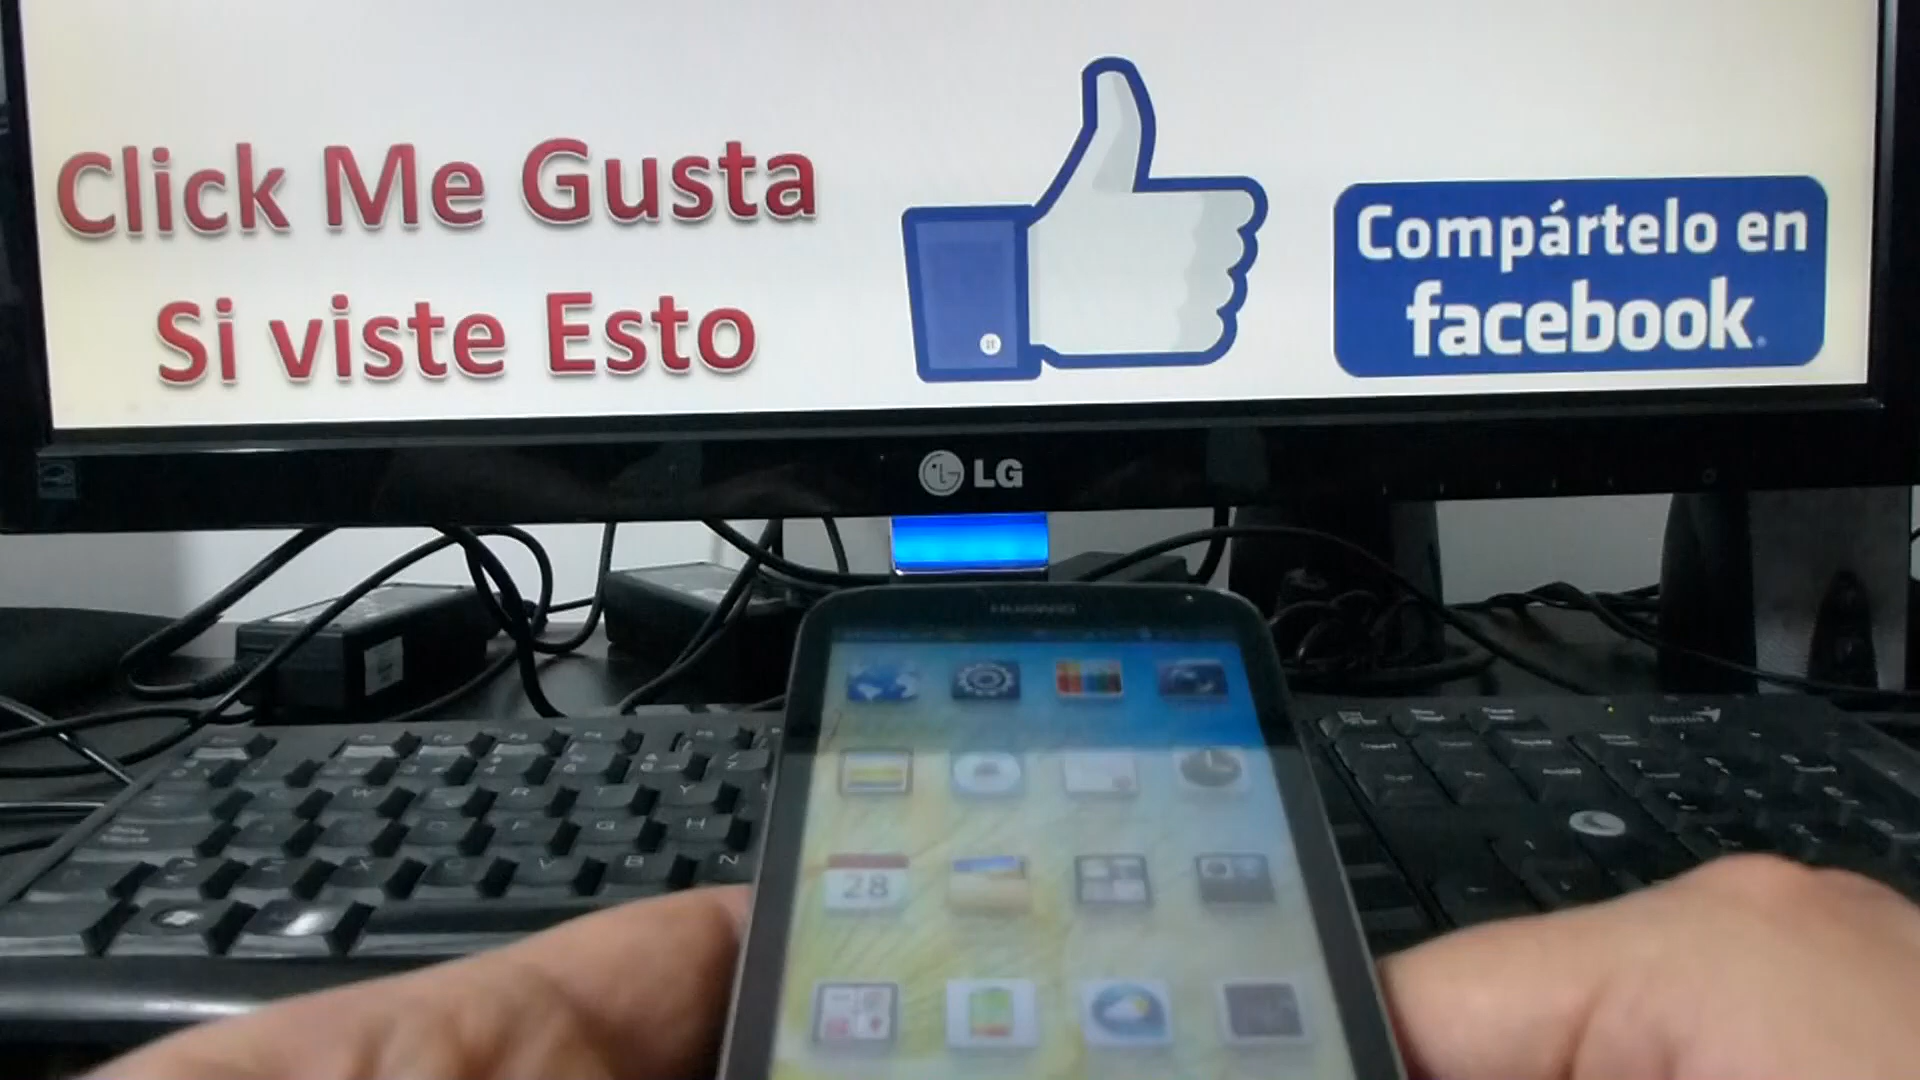 Click Me Gusta
Si viste Esto
Compártelo en
facebook
LG
HUAWEI
28